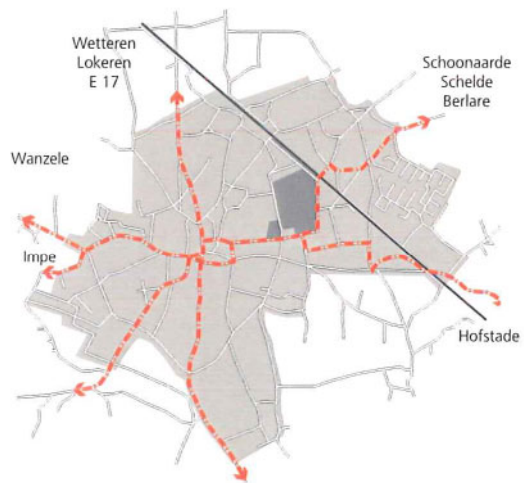 Wetteren
Lokeren
E 17
Schoonaarde
Schelde
Berlare
Wanzele
Impe
Hofstade